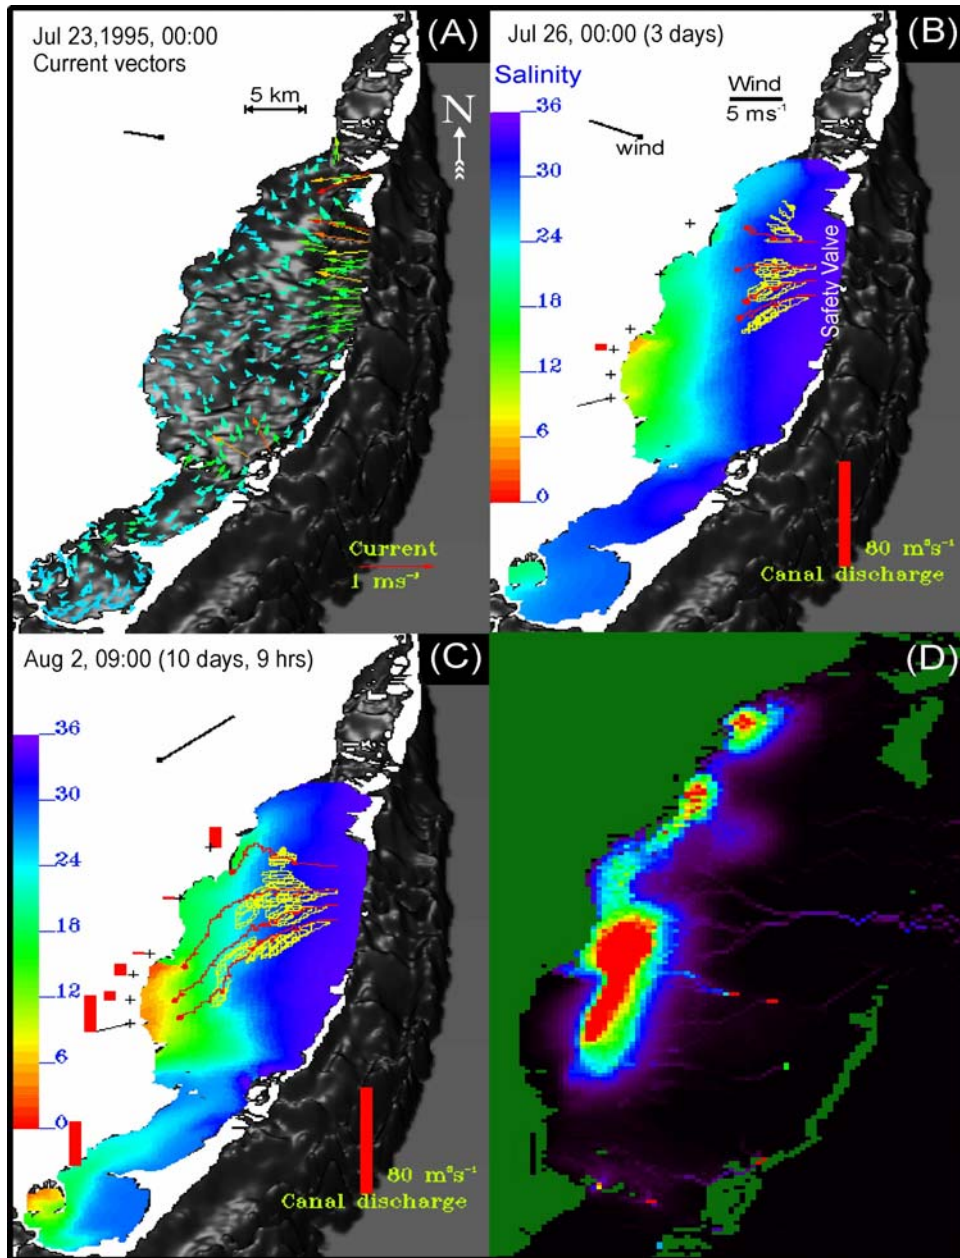 Jul 23,1995, 00:00
Current vectors
(A)
5 km
N
Current
1 ms⁻¹
Jul 26, 00:00 (3 days)
(B)
Salinity
36
30
24
18
12
6
0
Wind
5 ms⁻¹
wind
Safety Valve
80 m³s⁻¹
Canal discharge
Aug 2, 09:00 (10 days, 9 hrs)
(C)
36
30
24
18
12
6
0
80 m³s⁻¹
Canal discharge
(D)